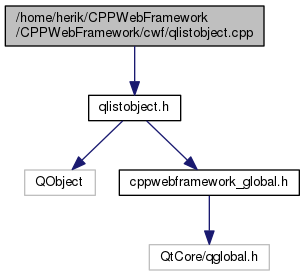 /home/herik/CPPWebFramework
/CPPWebFramework/cwf/qlistobject.cpp
qlistobject.h
QObject
cppwebframework_global.h
QtCore/qglobal.h